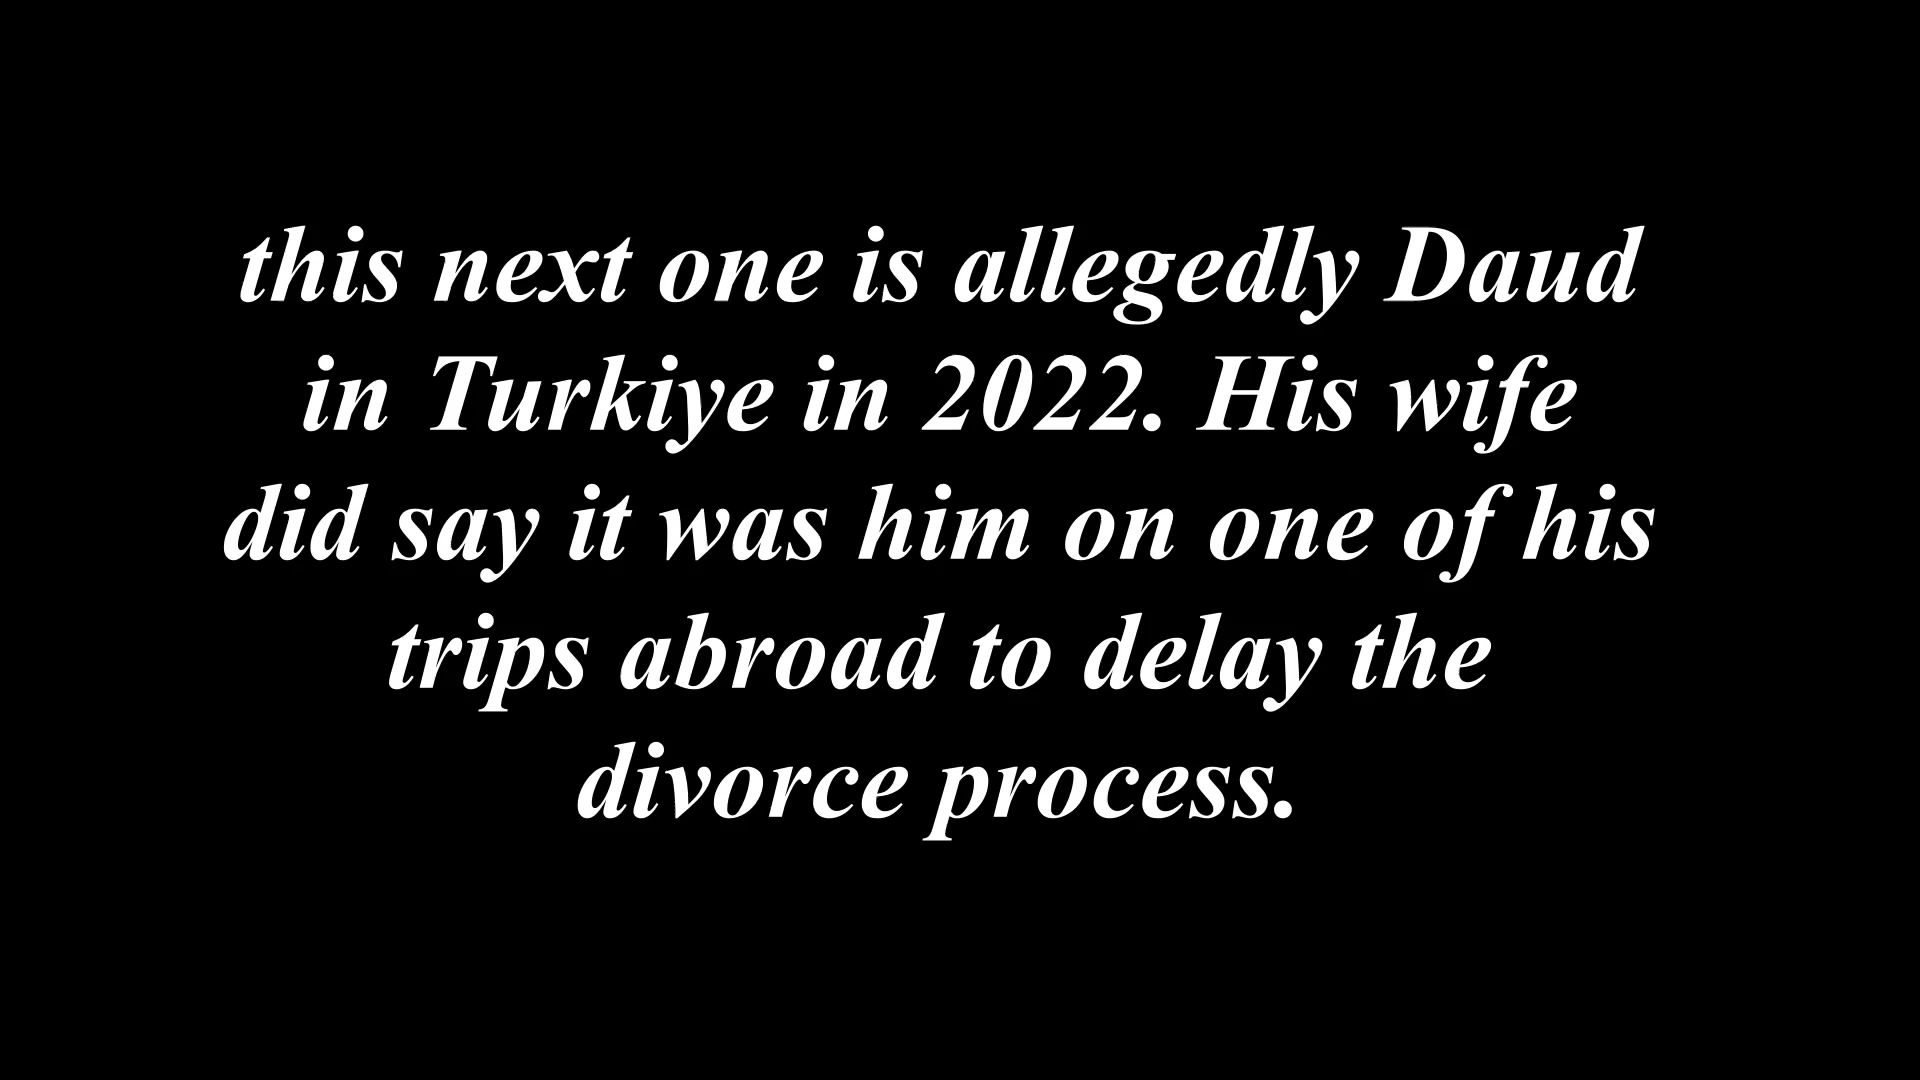 this next one is allegedly Daud
in Turkiye in 2022. His wife
did say it was him on one of his
trips abroad to delay the
divorce process.